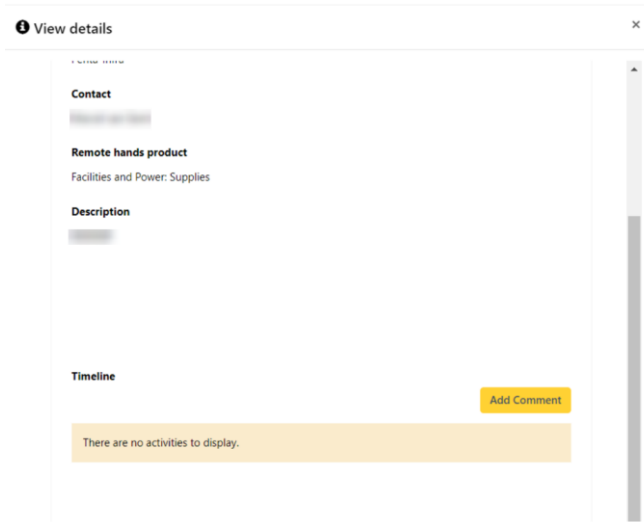 View details
Contact
Remote hands product
Facilities and Power: Supplies
Description
Timeline
Add Comment
There are no activities to display.